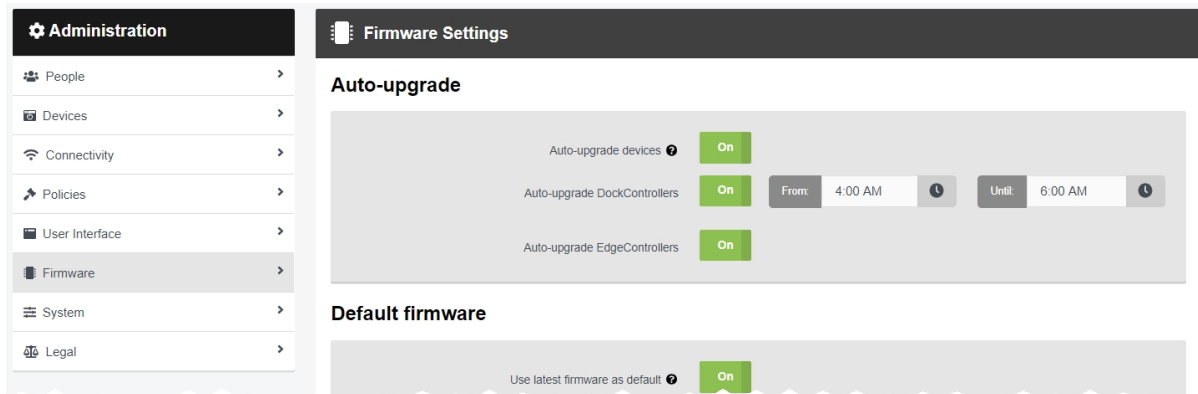 Administration
People
Devices
Connectivity
Policies
User Interface
Firmware
System
Legal
Firmware Settings
Auto-upgrade
Auto-upgrade devices ? On
Auto-upgrade DockControllers On From: 4:00 AM Until: 6:00 AM
Auto-upgrade EdgeControllers On
Default firmware
Use latest firmware as default ? On